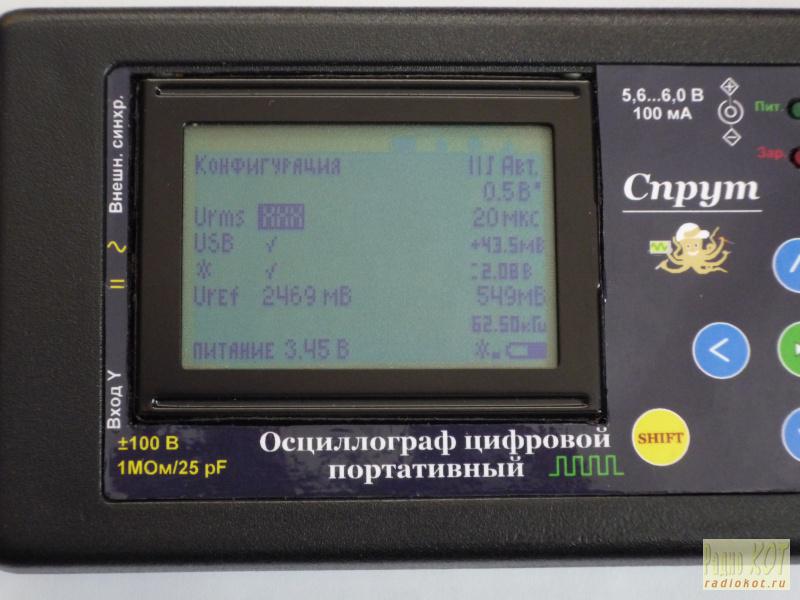 Внешн. синхр.
Вход Y
±100 В
1МОм/25 pF
Конфигурация
Авт.
0.5В*
Urms ХАХ
20 мкс
USB √
+43.5мВ
√
-2.08 В
Uref 2469 мВ
549мВ
62.50кГц
ПИТАНИЕ 3.45 В
Осциллограф цифровой
портативный
5,6...6,0 В
100 мА
Пит.
Зар.
Спрут
<
SHIFT
Радио КОТ
radiokot.ru